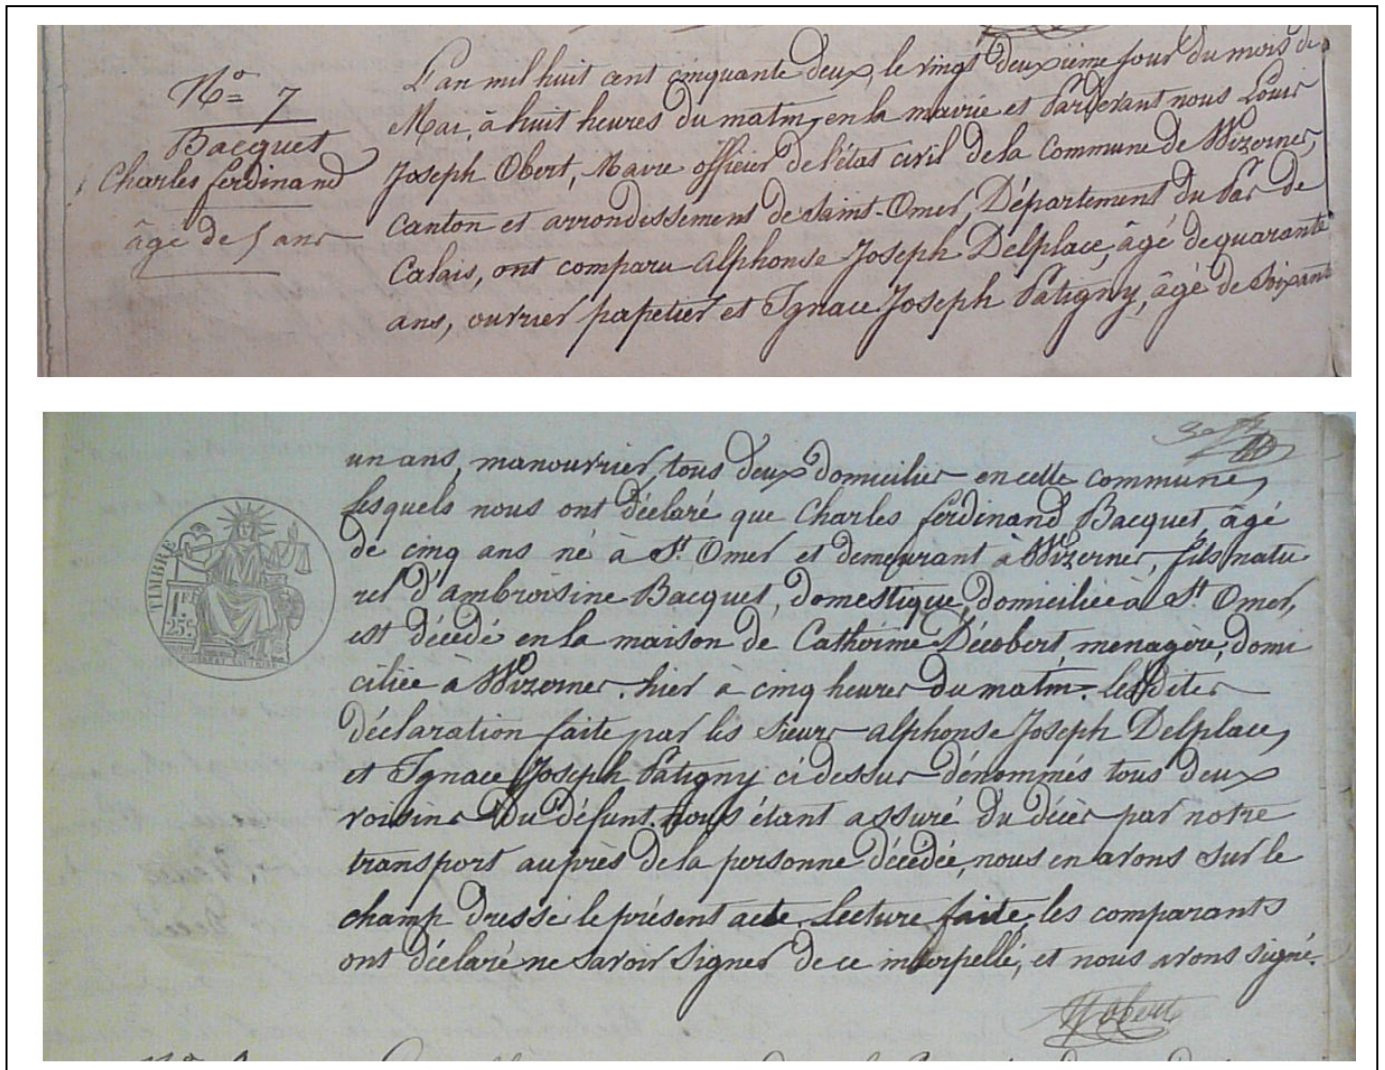 No 7
Bacquet
Charles ferdinand
âgé de 5 ans
L'an mil huit cent cinquante deux, le vingt deuxième jour du mois de
Mai, à huit heures du matin, en la mairie et Pardevant nous Louis
Joseph Obert, Maire officier de l'état civil de la Commune de Wizernes,
Canton et arrondissement de Saint-Omer, Département du Pas de
Calais, ont comparu Alphonse Joseph Delplace, âgé de quarante
ans, ouvrier papetier et Ignace Joseph Patigny, âgé de soixante
un ans, manouvrier, tous deux domiciliés en cette commune,
lesquels nous ont déclaré que Charles ferdinand Bacquet, âgé
de cinq ans né à St Omer et demeurant à Wizernes, fils natu
rel d'ambroisine Bacquet, domestique, domiciliée à St Omer,
est décédé en la maison de Catherine Décobert, menagère, domi
ciliée à Wizernes, hier à cinq heures du matin.
déclaration faite par les sieurs alphonse Joseph Delplace,
et Ignace Joseph Patigny ci dessus dénommés tous deux
voisins du défunt. nous étant assuré du décès par notre
transport auprès de la personne décédée, nous en avons sur le
champ dressé le présent acte. Lecture faite, les comparants
ont déclaré ne savoir signer de ce interpellé, et nous avons signé.
Obert
TIMBRE
1F
25c